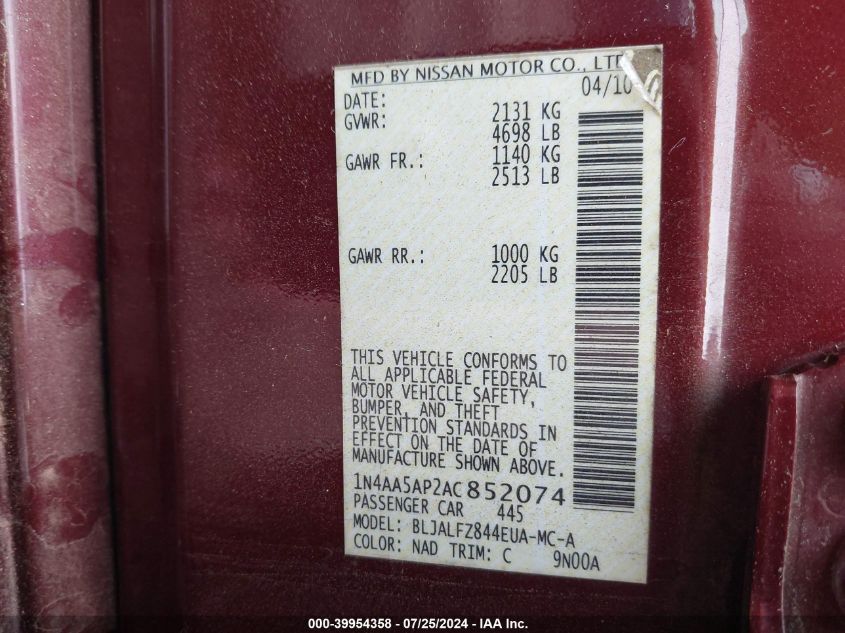 MFD BY NISSAN MOTOR CO., LTD
DATE: 04/10
GVWR: 2131 KG
4698 LB
GAWR FR.: 1140 KG
2513 LB
GAWR RR.: 1000 KG
2205 LB
THIS VEHICLE CONFORMS TO
ALL APPLICABLE FEDERAL
MOTOR VEHICLE SAFETY,
BUMPER, AND THEFT
PREVENTION STANDARDS IN
EFFECT ON THE DATE OF
MANUFACTURE SHOWN ABOVE.
1N4AA5AP2AC852074
PASSENGER CAR 445
MODEL: BLJALFZ844EUA-MC-A
COLOR: NAD TRIM: C 9N00A
000-39954358 - 07/25/2024 - IAA Inc.